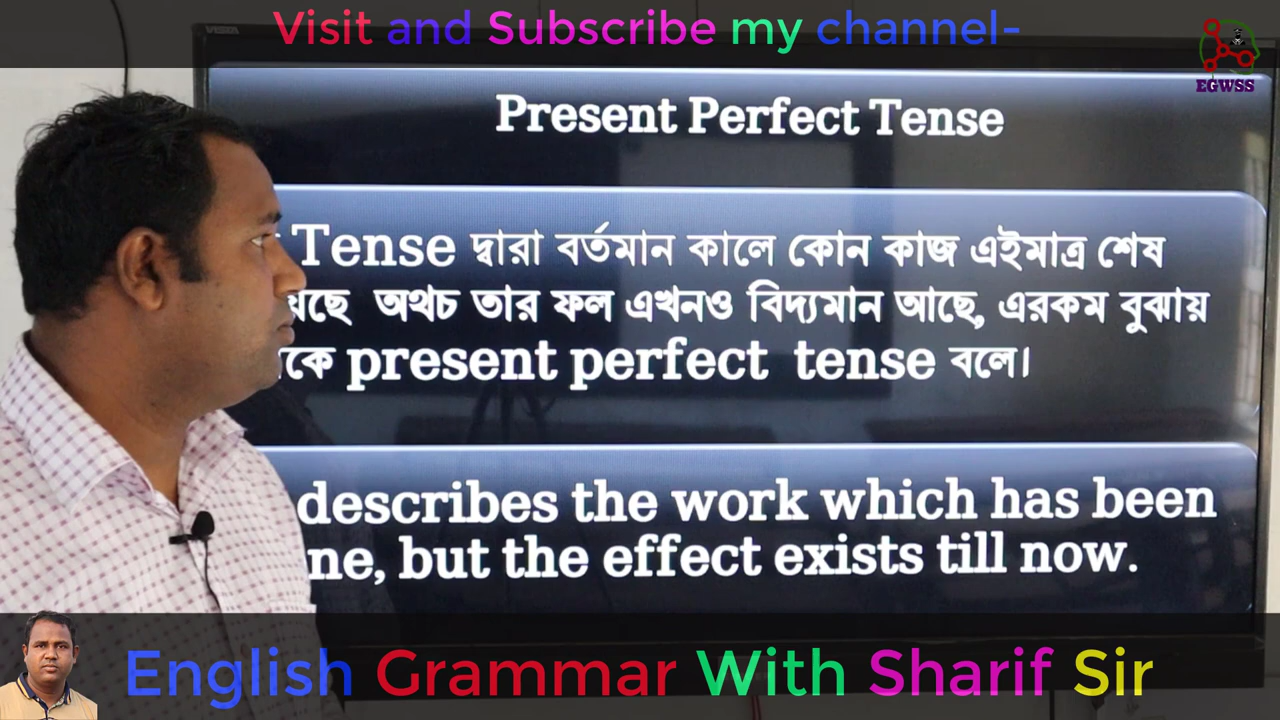 Visit and Subscribe my channel-
EGWSS
Present Perfect Tense
Tense দ্বারা বর্তমান কালে কোন কাজ এইমাত্র শেষ
অথচ তার ফল এখনও বিদ্যমান আছে, এরকম বুঝায়
present perfect tense বলে।
describes the work which has been
but the effect exists till now.
English Grammar With Sharif Sir